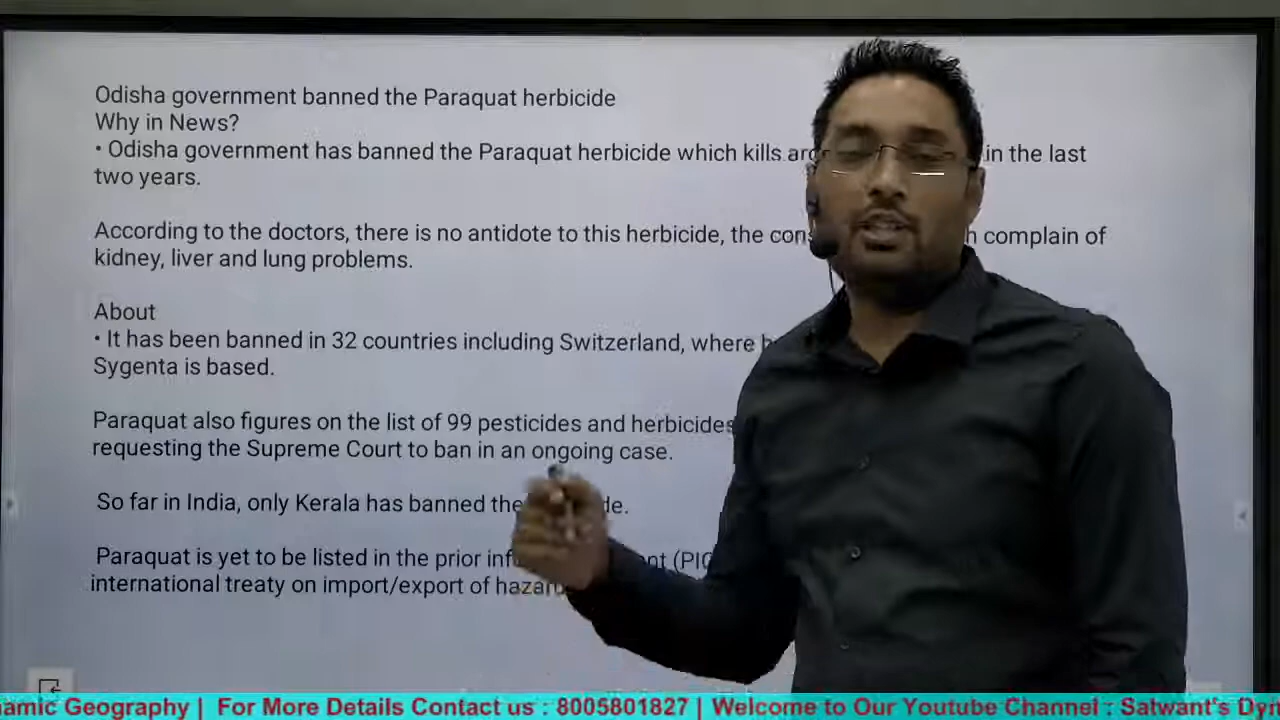 Odisha government banned the Paraquat herbicide
Why in News?
• Odisha government has banned the Paraquat herbicide which kills in the last
two years.
According to the doctors, there is no antidote to this herbicide, the complain of
kidney, liver and lung problems.
About
• It has been banned in 32 countries including Switzerland, where
Sygenta is based.
Paraquat also figures on the list of 99 pesticides and herbicides
requesting the Supreme Court to ban in an ongoing case.
So far in India, only Kerala has banned the
Paraquat is yet to be listed in the prior
international treaty on import/export of
namic Geography | For More Details Contact us : 8005801827 | Welcome to Our Youtube Channel : Satwant's Dyn